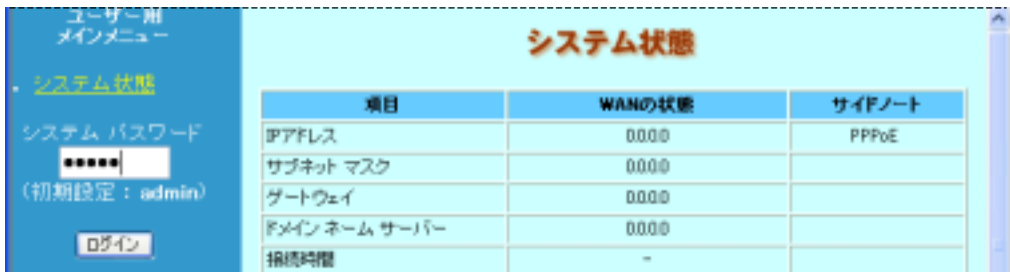 ユーザー用
メインメニュー
システム状態
システム パスワード
•••••
(初期設定：admin)
ログイン
システム状態
項目 WANの状態 サイドノート
IPアドレス 0.0.0.0 PPPoE
サブネット マスク 0.0.0.0
ゲートウェイ 0.0.0.0
ドメイン ネーム サーバー 0.0.0.0
接続時間 -